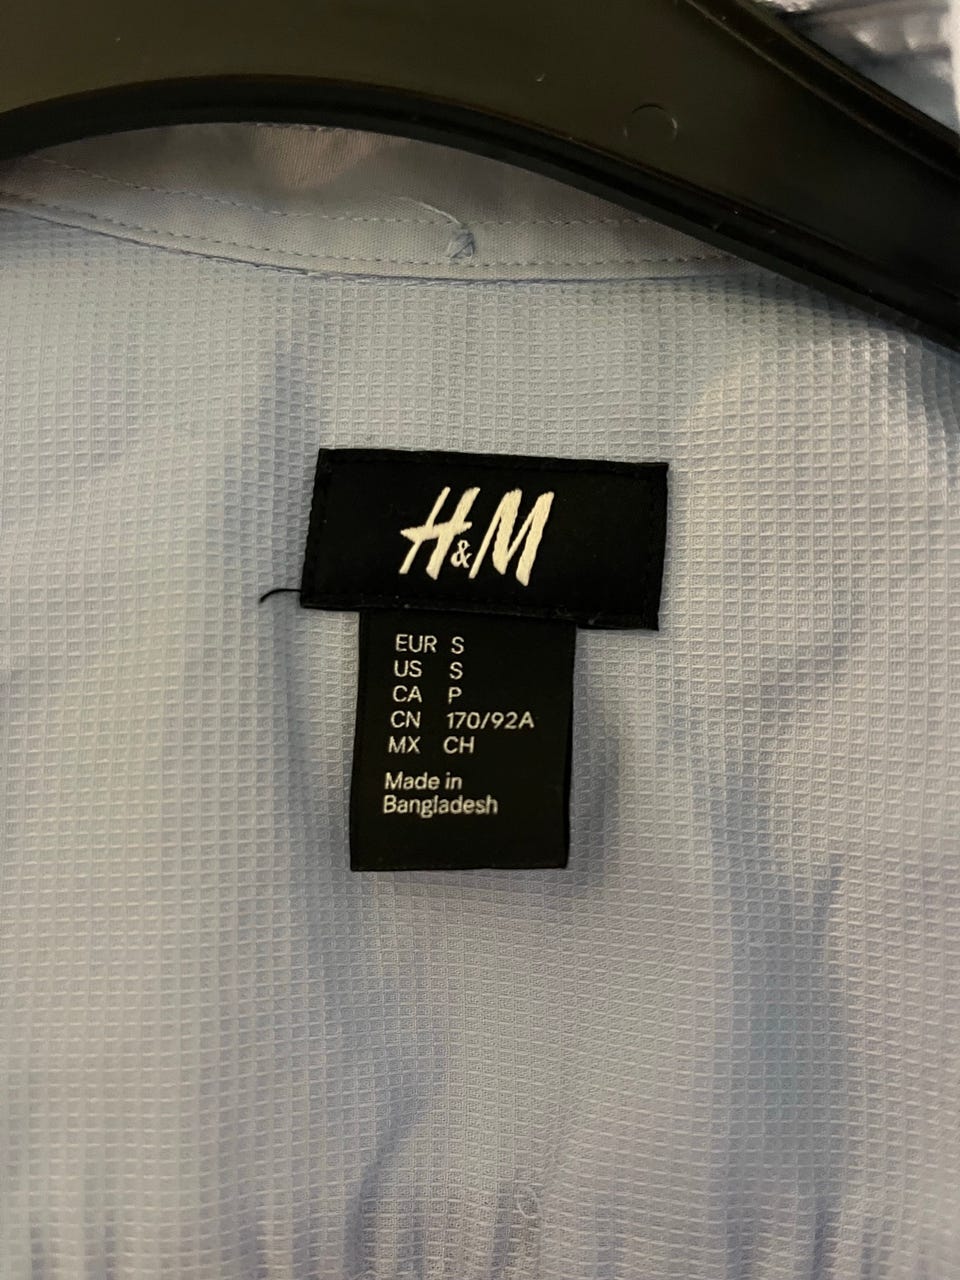 H&M
EUR S
US S
CA P
CN 170/92A
MX CH
Made in
Bangladesh